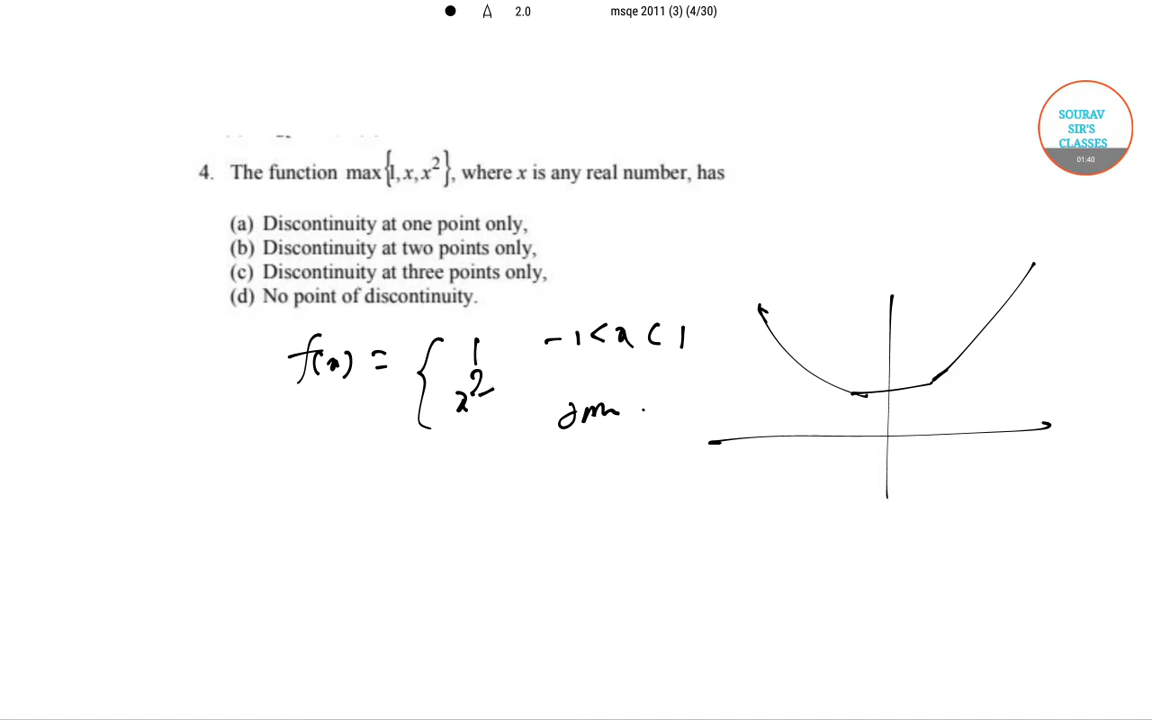 2.0 msqe 2011 (3) (4/30)
SOURAV
SIR'S
CLASSES
01:40
4. The function max{1, x, x²}, where x is any real number, has
(a) Discontinuity at one point only,
(b) Discontinuity at two points only,
(c) Discontinuity at three points only,
(d) No point of discontinuity.
f(x) = { 1 -1<x<1
x²